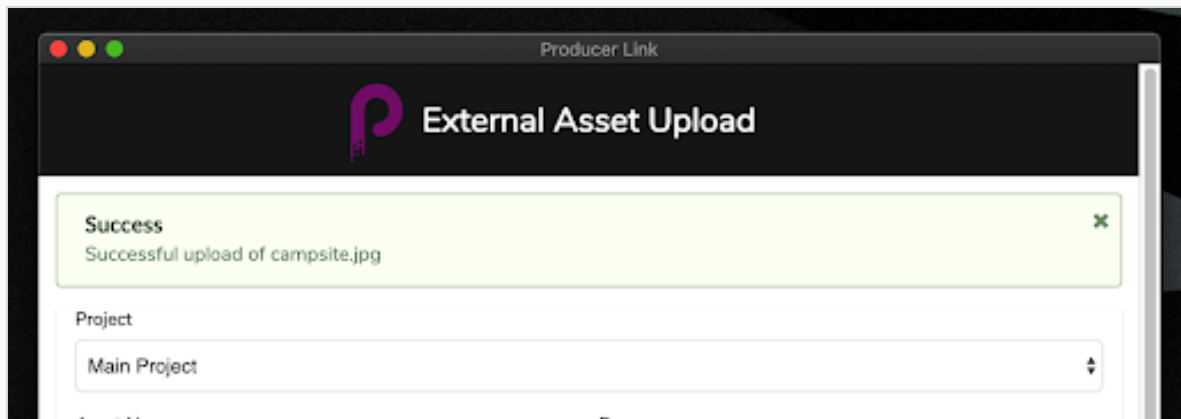 Producer Link
External Asset Upload
Success
Successful upload of campsite.jpg
Project
Main Project